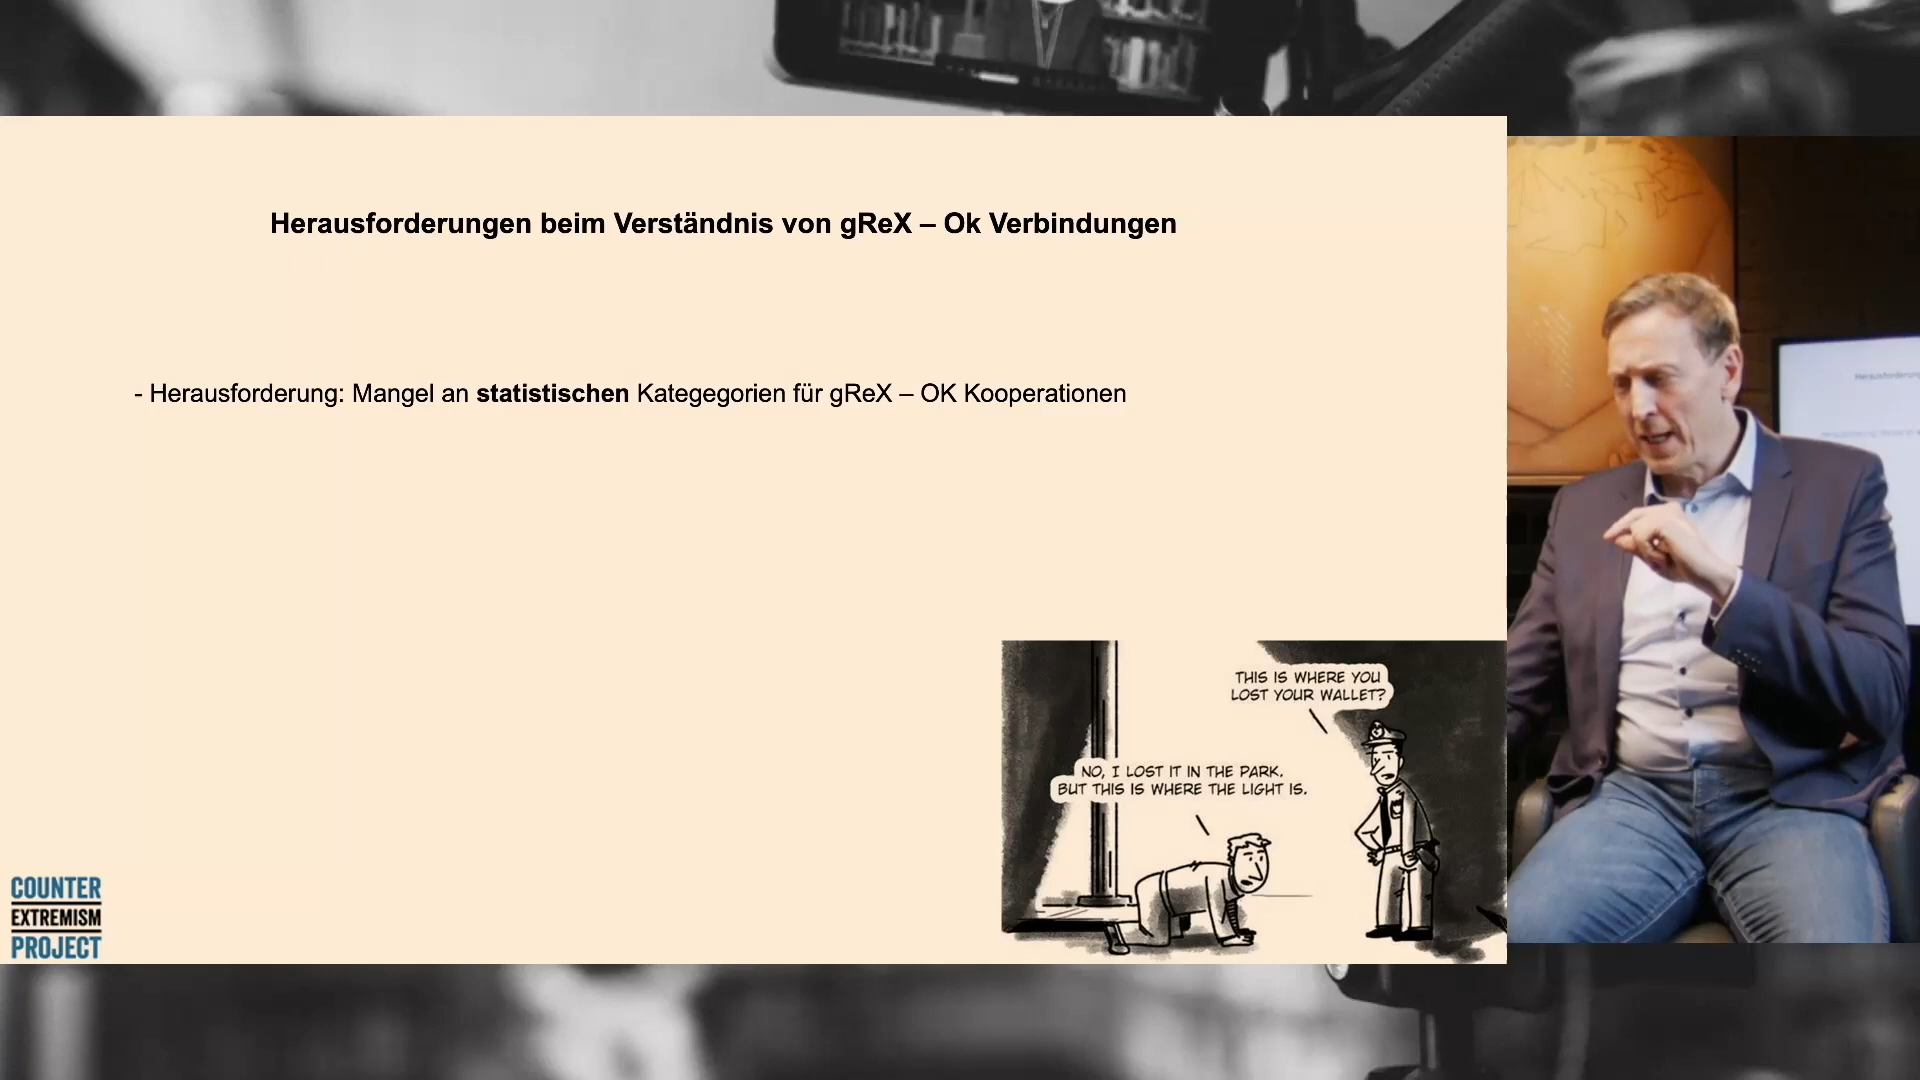 Herausforderungen beim Verständnis von gReX – Ok Verbindungen
- Herausforderung: Mangel an statistischen Kategegorien für gReX – OK Kooperationen
THIS IS WHERE YOU
LOST YOUR WALLET?
NO, I LOST IT IN THE PARK.
BUT THIS IS WHERE THE LIGHT IS.
COUNTER
EXTREMISM
PROJECT
Herausforderung